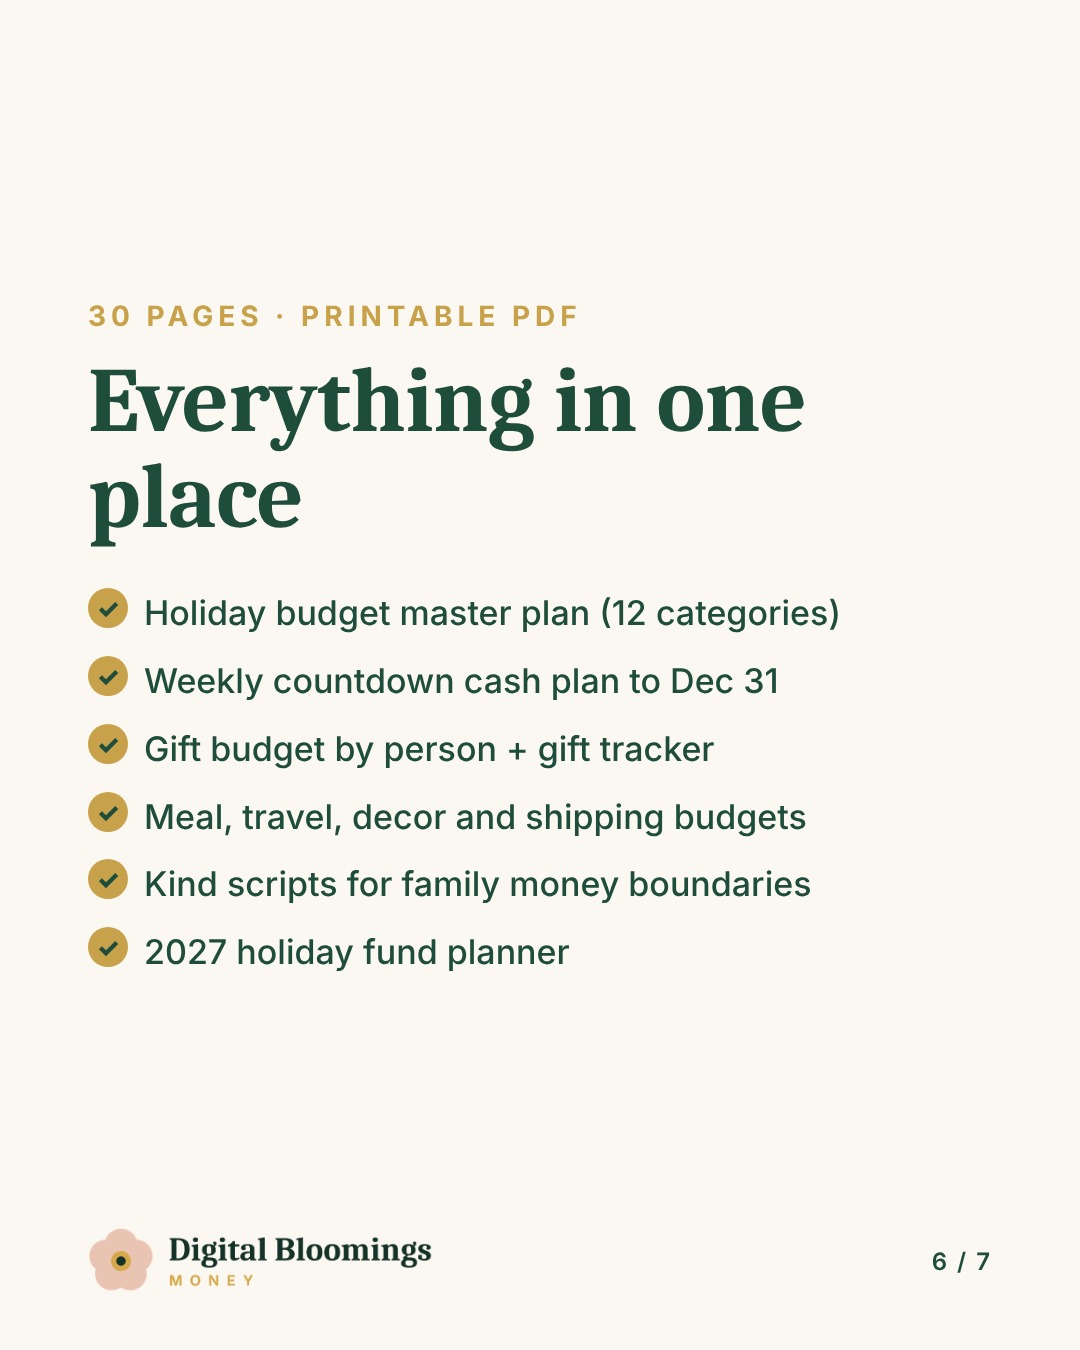 30 PAGES · PRINTABLE PDF
Everything in one
place
Holiday budget master plan (12 categories)
Weekly countdown cash plan to Dec 31
Gift budget by person + gift tracker
Meal, travel, decor and shipping budgets
Kind scripts for family money boundaries
2027 holiday fund planner
Digital Bloomings
MONEY
6 / 7